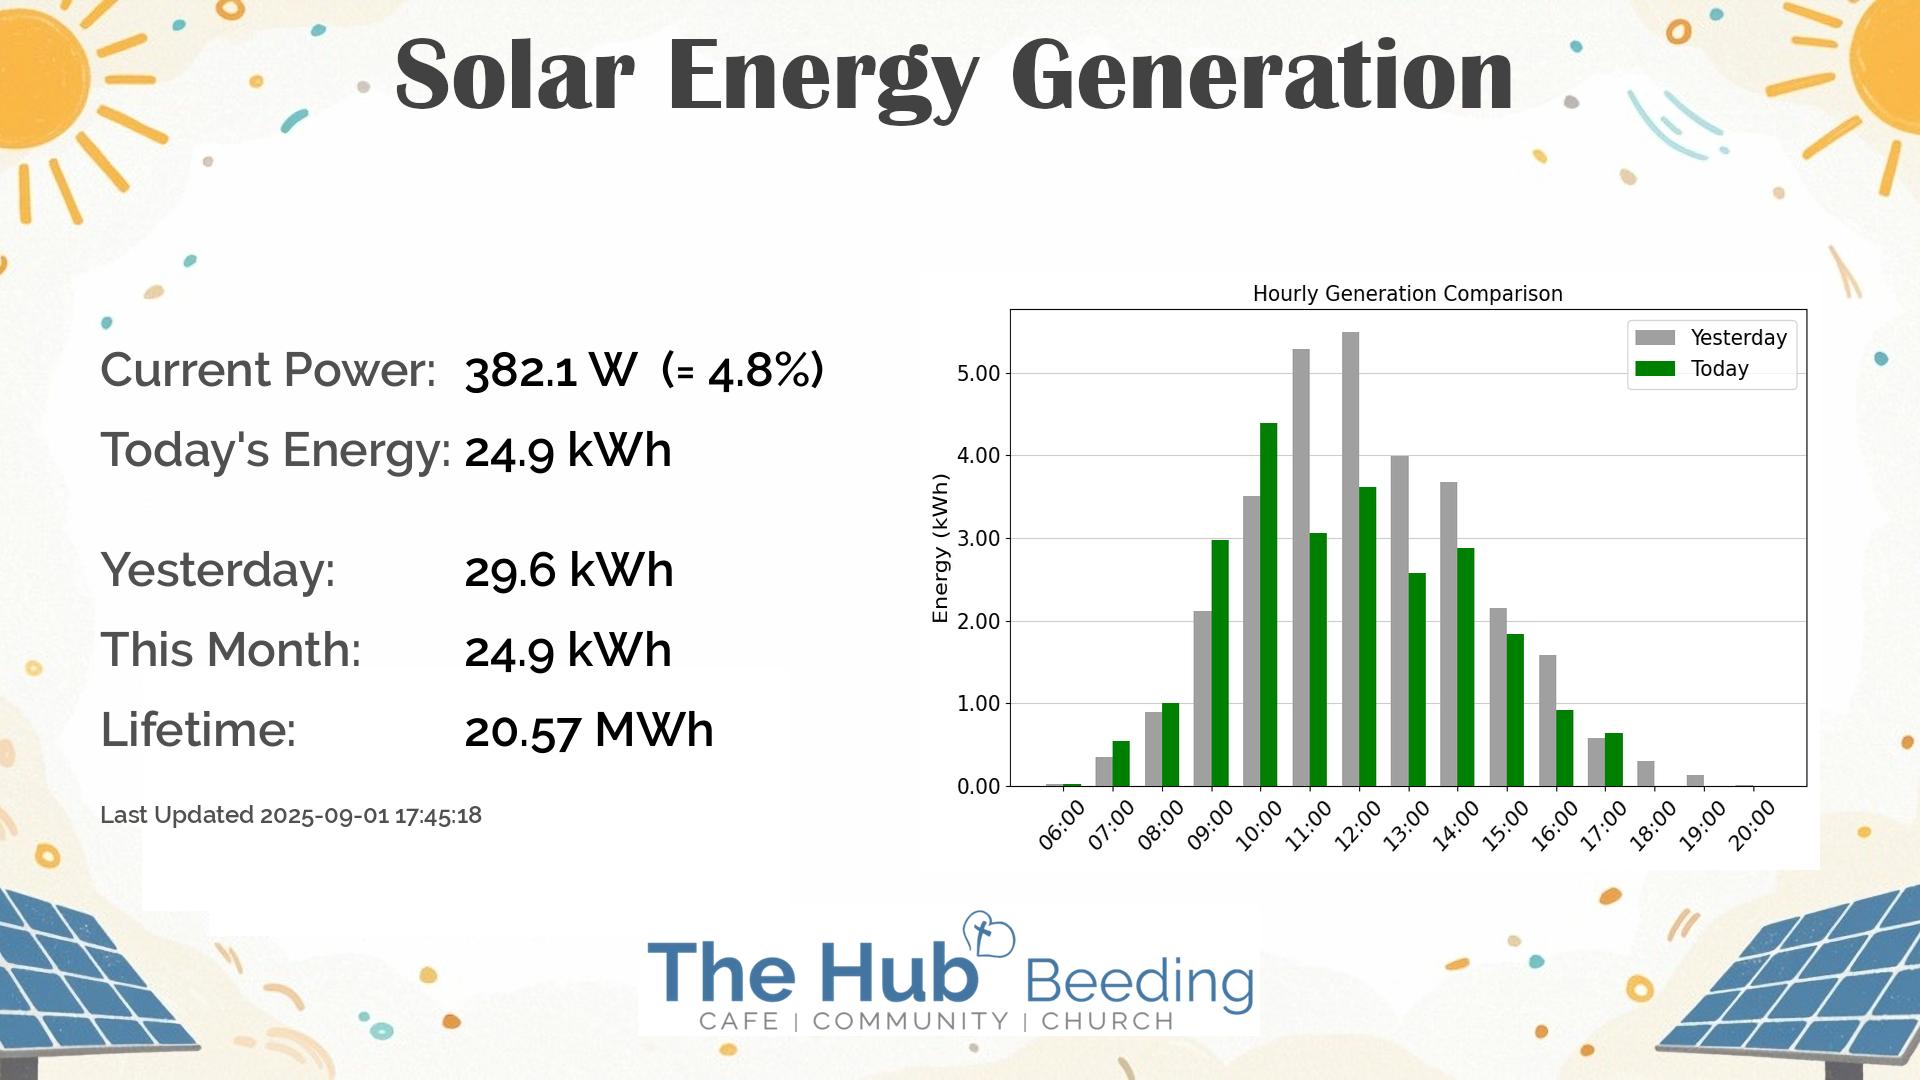 Solar Energy Generation
Current Power: 382.1 W (= 4.8%)
Today's Energy: 24.9 kWh
Yesterday: 29.6 kWh
This Month: 24.9 kWh
Lifetime: 20.57 MWh
Last Updated 2025-09-01 17:45:18
Hourly Generation Comparison
Yesterday
Today
Energy (kWh)
5.00
4.00
3.00
2.00
1.00
0.00
06:00 07:00 08:00 09:00 10:00 11:00 12:00 13:00 14:00 15:00 16:00 17:00 18:00 19:00 20:00
The Hub Beeding
CAFE | COMMUNITY | CHURCH